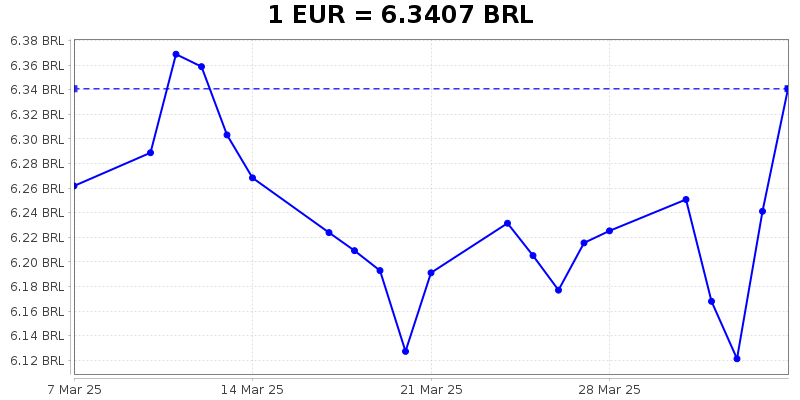 1 EUR = 6.3407 BRL
6.38 BRL
6.36 BRL
6.34 BRL
6.32 BRL
6.30 BRL
6.28 BRL
6.26 BRL
6.24 BRL
6.22 BRL
6.20 BRL
6.18 BRL
6.16 BRL
6.14 BRL
6.12 BRL
7 Mar 25 14 Mar 25 21 Mar 25 28 Mar 25